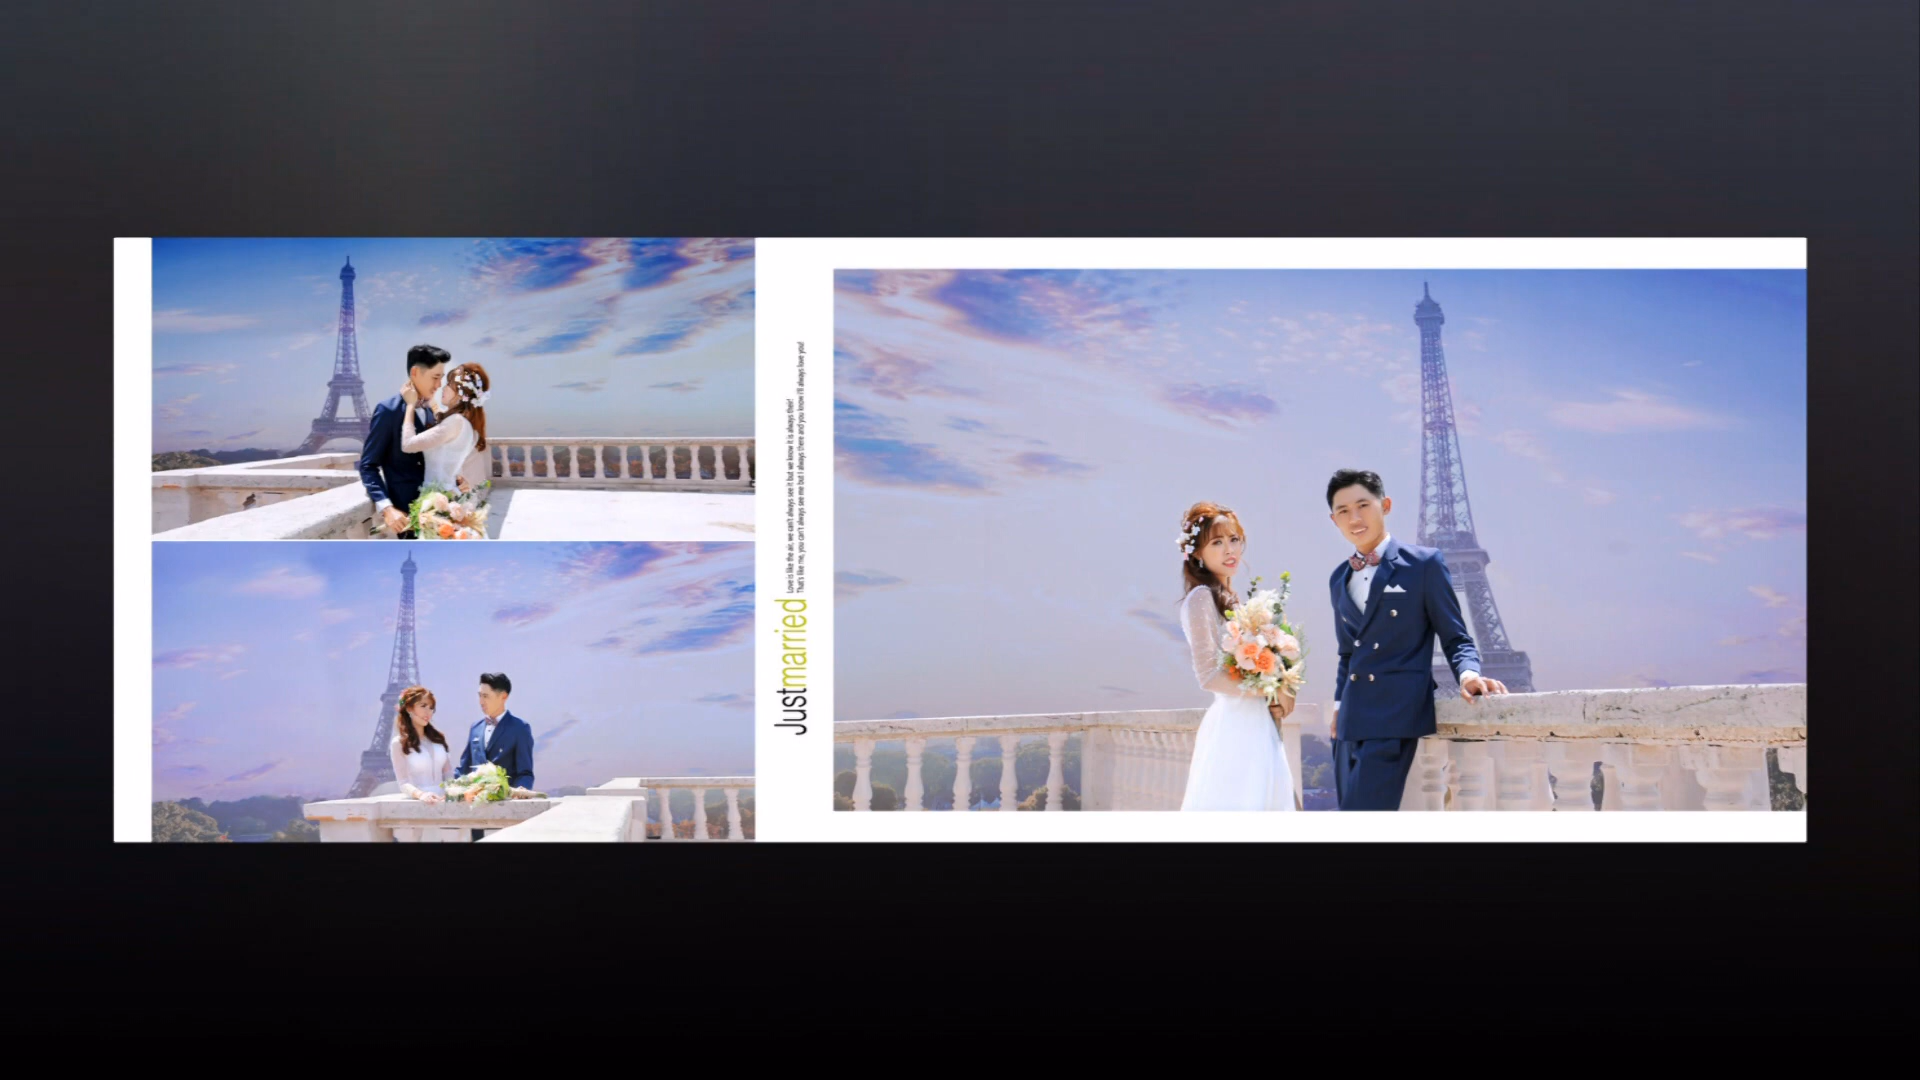 Justmarried
Love is like the air, we can't always see it but we know it is always their!
That's like me, you can't always see me but I always there and you know i'll always love you!